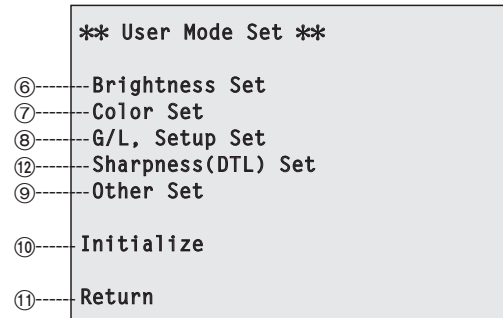 ** User Mode Set **
⑥ Brightness Set
⑦ Color Set
⑧ G/L, Setup Set
⑫ Sharpness(DTL) Set
⑨ Other Set
⑩ Initialize
⑪ Return